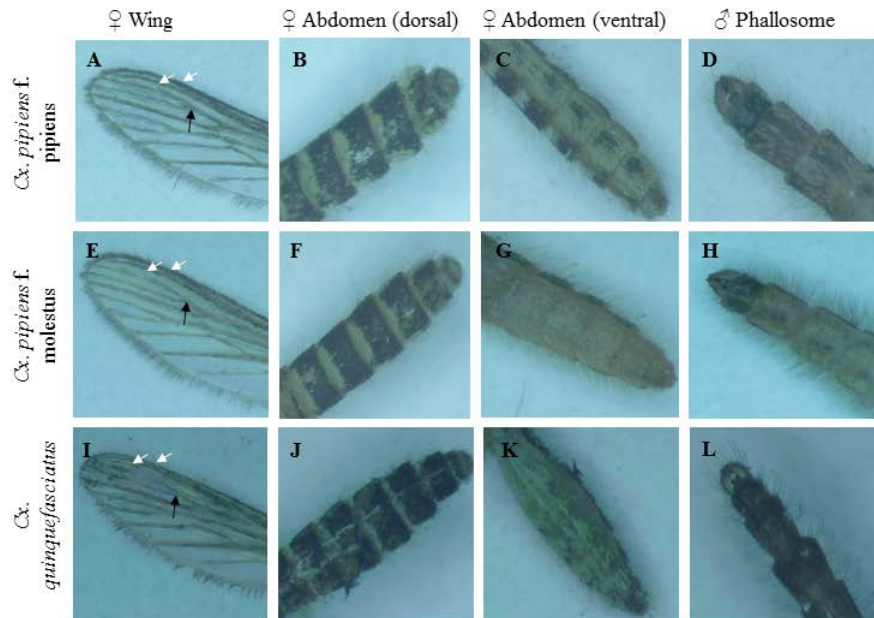 ♀ Wing ♀ Abdomen (dorsal) ♀ Abdomen (ventral) ♂ Phallosome
Cx. pipiens f.
pipiens
A B C D
Cx. pipiens f.
molestus
E F G H
Cx.
quinquefasciatus
I J K L